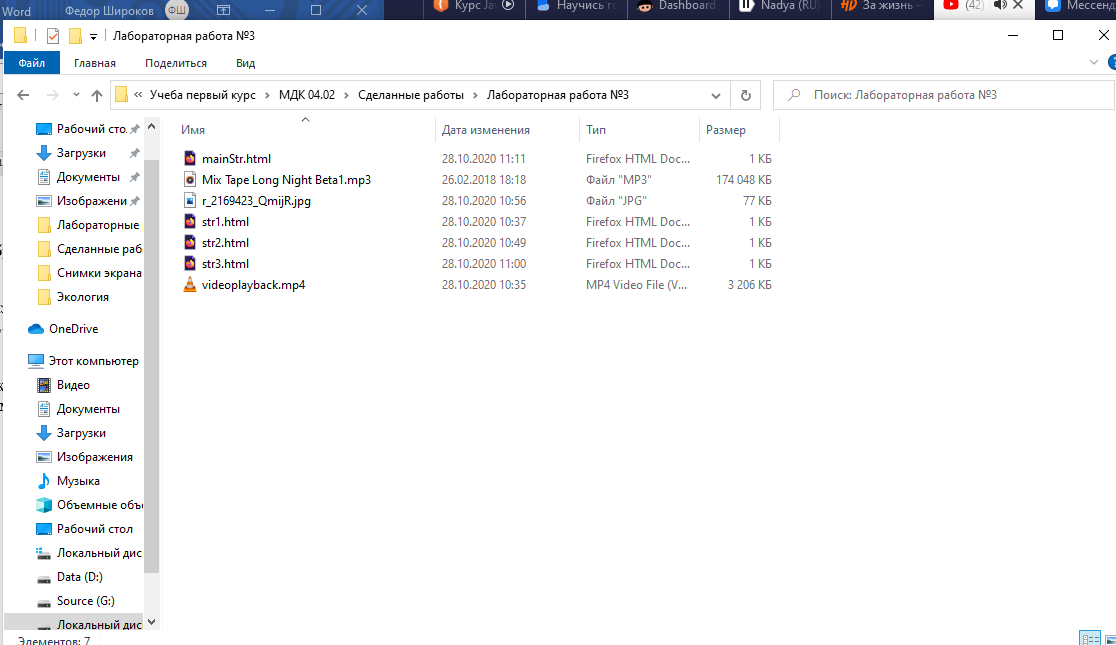 Word Федор Широков ФШ Курс Ja Научись Dashboard Nadya (RU HD За жизнь – (42) Мессенд
Лабораторная работа №3
Файл Главная Поделиться Вид
« Учеба первый курс › МДК 04.02 › Сделанные работы › Лабораторная работа №3 Поиск: Лабораторная работа №3
Имя Дата изменения Тип Размер
mainStr.html 28.10.2020 11:11 Firefox HTML Doc... 1 КБ
Mix Tape Long Night Beta1.mp3 26.02.2018 18:18 Файл "MP3" 174 048 КБ
r_2169423_QmijR.jpg 28.10.2020 10:56 Файл "JPG" 77 КБ
str1.html 28.10.2020 10:37 Firefox HTML Doc... 1 КБ
str2.html 28.10.2020 10:49 Firefox HTML Doc... 1 КБ
str3.html 28.10.2020 11:00 Firefox HTML Doc... 1 КБ
videoplayback.mp4 28.10.2020 10:35 MP4 Video File (V... 3 206 КБ
Рабочий сто
Загрузки
Документы
Изображени
Лабораторные
Сделанные раб
Снимки экрана
Экология
OneDrive
Этот компьютер
Видео
Документы
Загрузки
Изображения
Музыка
Объемные объ
Рабочий стол
Локальный дис
Data (D:)
Source (G:)
Локальный дис
Элементов: 7